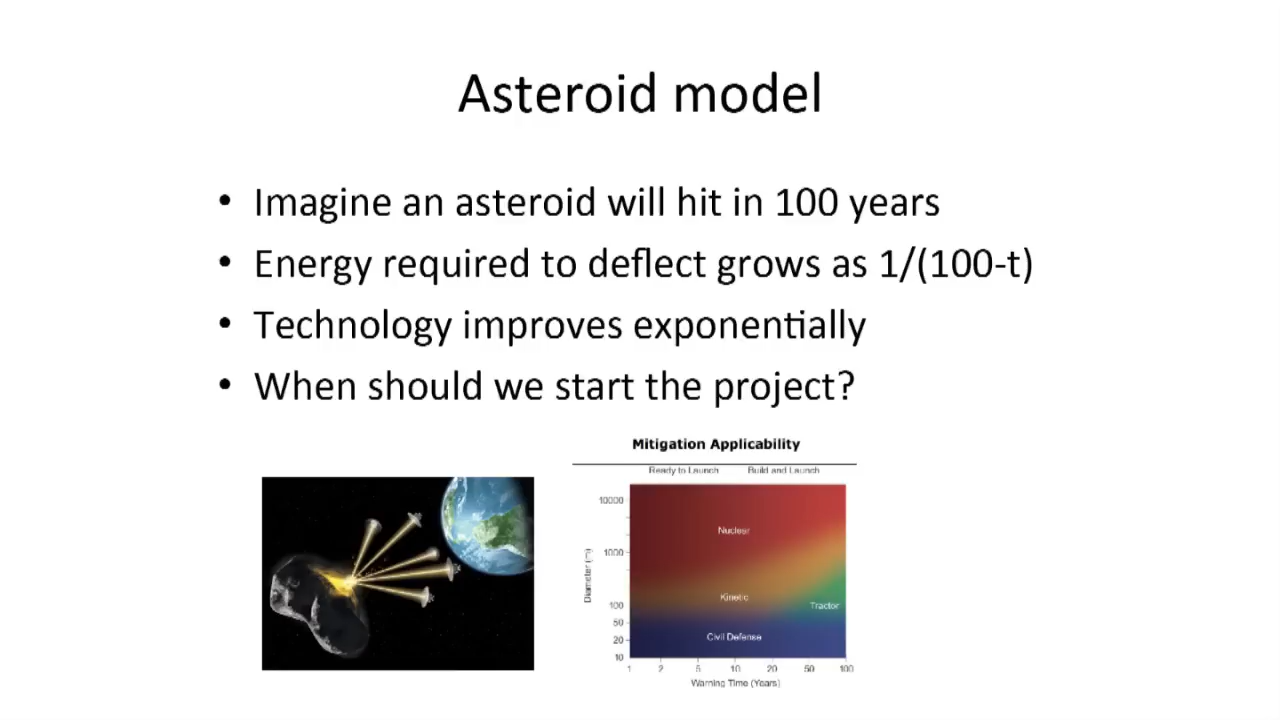 Asteroid model
• Imagine an asteroid will hit in 100 years
• Energy required to deflect grows as 1/(100-t)
• Technology improves exponentially
• When should we start the project?
Mitigation Applicability
Ready to Launch Build and Launch
10000
Nuclear
1000
Diameter (m)
Kinetic
100
Tractor
50
Civil Defense
20
10
1 2 5 10 20 50 100
Warning Time (Years)